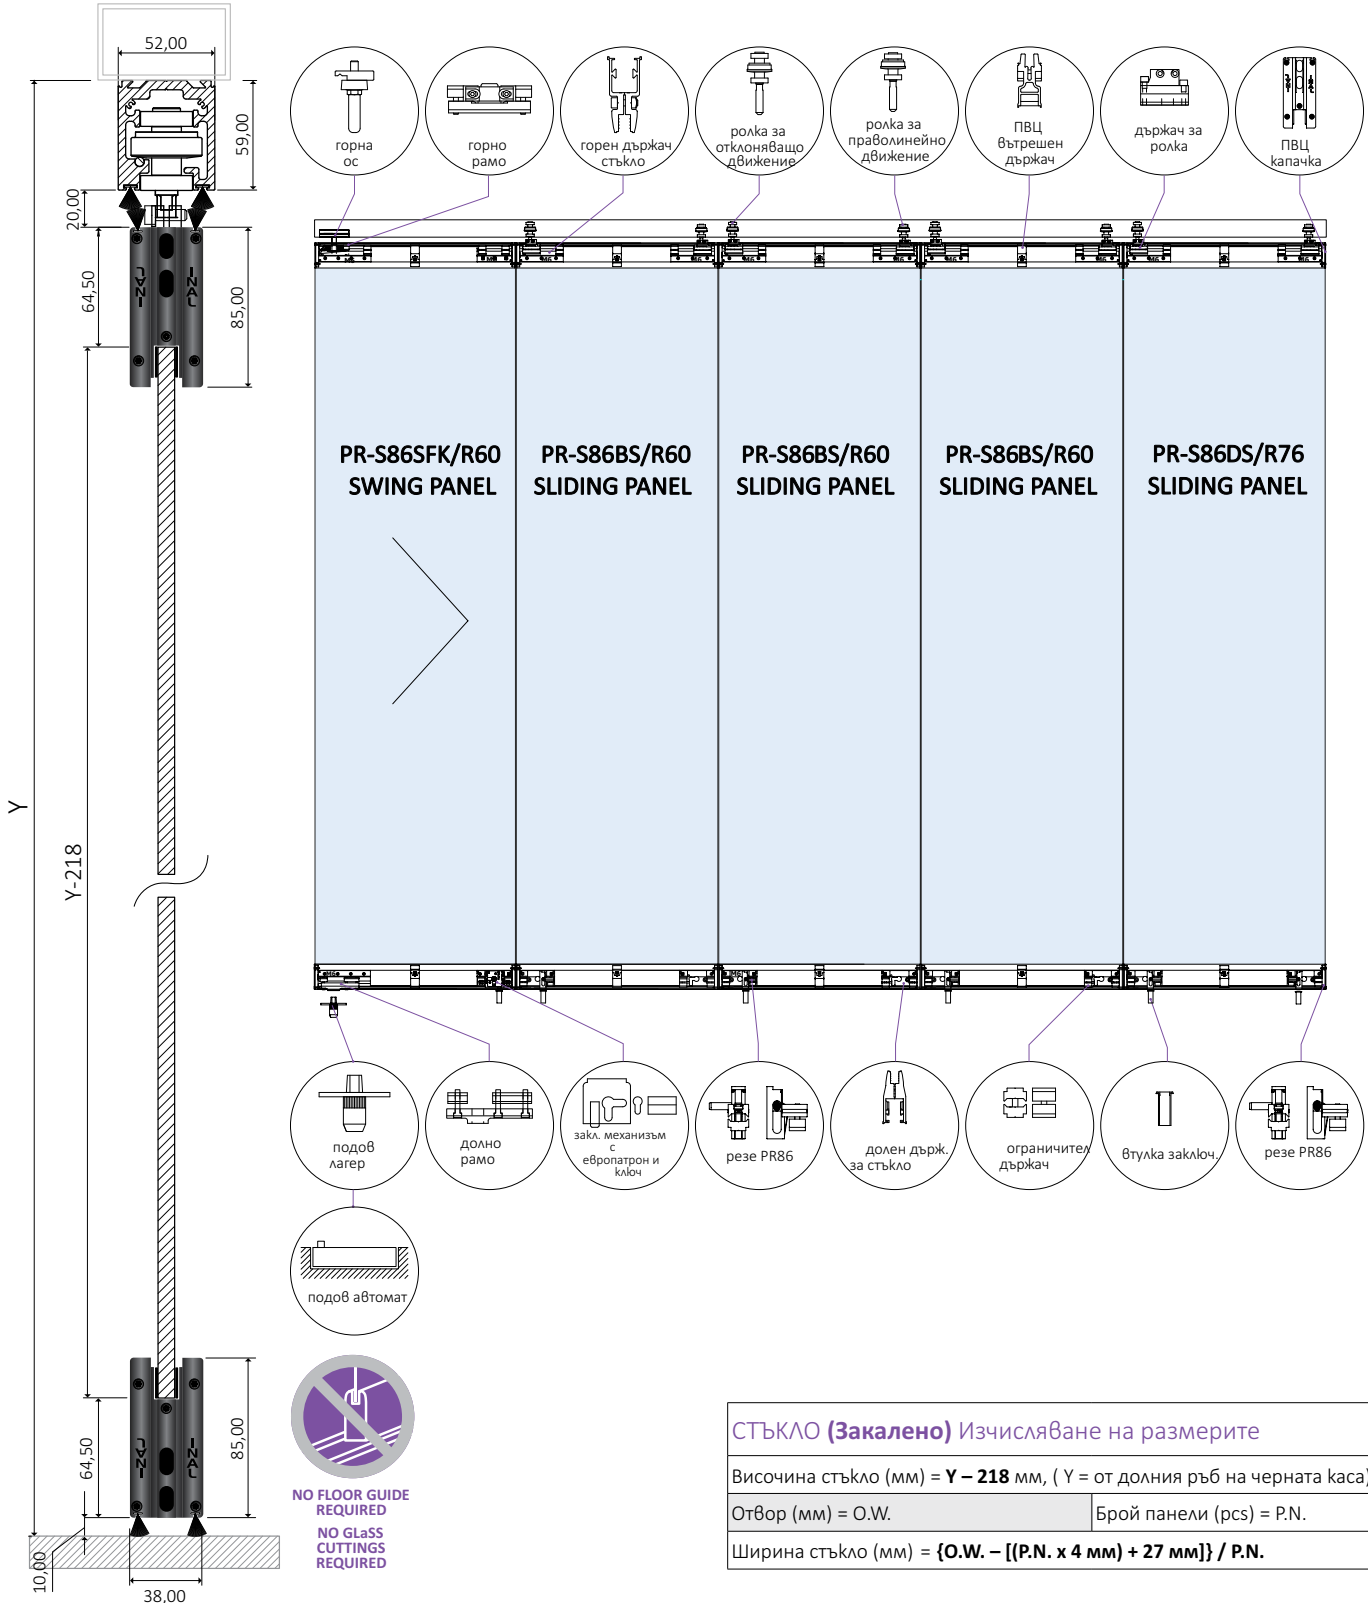 52,00
59,00
20,00
64,50
85,00
INAL
INAL
Y
Y-218
64,50
85,00
INAL
INAL
10,00
38,00
горна
ос
горно
рамо
горен държач
стъкло
ролка за
отклоняващо
движение
ролка за
праволинейно
движение
ПВЦ
вътрешен
държач
държач за
ролка
ПВЦ
капачка
PR-S86SFK/R60
SWING PANEL
PR-S86BS/R60
SLIDING PANEL
PR-S86BS/R60
SLIDING PANEL
PR-S86BS/R60
SLIDING PANEL
PR-S86DS/R76
SLIDING PANEL
подов
лагер
долно
рамо
закл. механизъм
с
европатрон и
ключ
резе PR86
долен държ.
за стъкло
ограничител
държач
втулка заключ.
резе PR86
подов автомат
NO FLOOR GUIDE
REQUIRED
NO GLaSS
CUTTINGS
REQUIRED
СТЪКЛО (Закалено) Изчисляване на размерите
Височина стъкло (мм) = Y – 218 мм, ( Y = от долния ръб на черната каса)
Отвор (мм) = O.W.
Брой панели (pcs) = P.N.
Ширина стъкло (мм) = {O.W. – [(P.N. x 4 мм) + 27 мм]} / P.N.